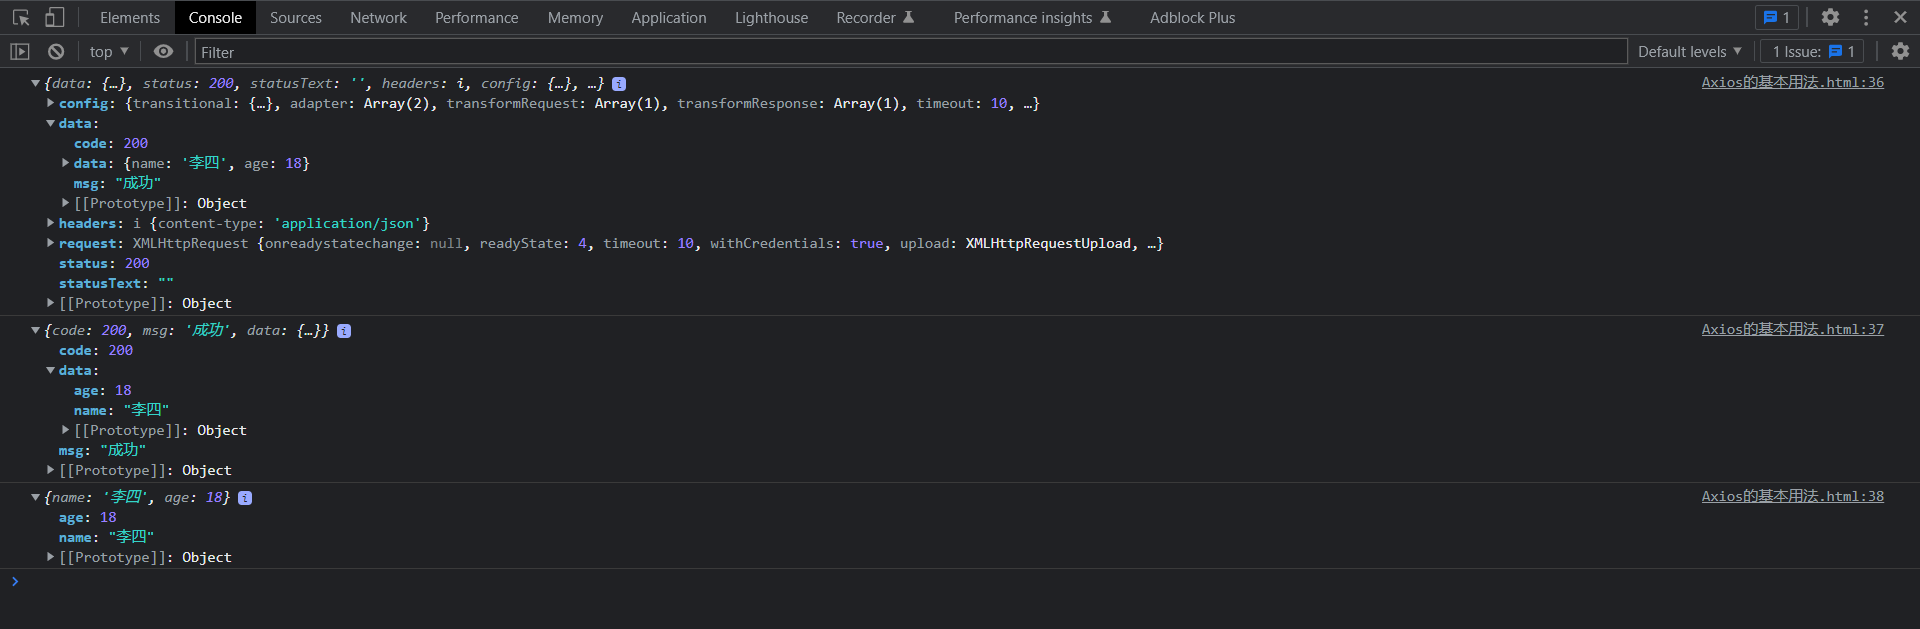 Elements Console Sources Network Performance Memory Application Lighthouse Recorder Performance insights Adblock Plus 1
top Filter Default levels 1 Issue: 1
{data: {…}, status: 200, statusText: '', headers: i, config: {…}, …} i Axios的基本用法.html:36
config: {transitional: {…}, adapter: Array(2), transformRequest: Array(1), transformResponse: Array(1), timeout: 10, …}
data:
code: 200
data: {name: '李四', age: 18}
msg: "成功"
[[Prototype]]: Object
headers: i {content-type: 'application/json'}
request: XMLHttpRequest {onreadystatechange: null, readyState: 4, timeout: 10, withCredentials: true, upload: XMLHttpRequestUpload, …}
status: 200
statusText: ""
[[Prototype]]: Object
{code: 200, msg: '成功', data: {…}} i Axios的基本用法.html:37
code: 200
data:
age: 18
name: "李四"
[[Prototype]]: Object
msg: "成功"
[[Prototype]]: Object
{name: '李四', age: 18} i Axios的基本用法.html:38
age: 18
name: "李四"
[[Prototype]]: Object